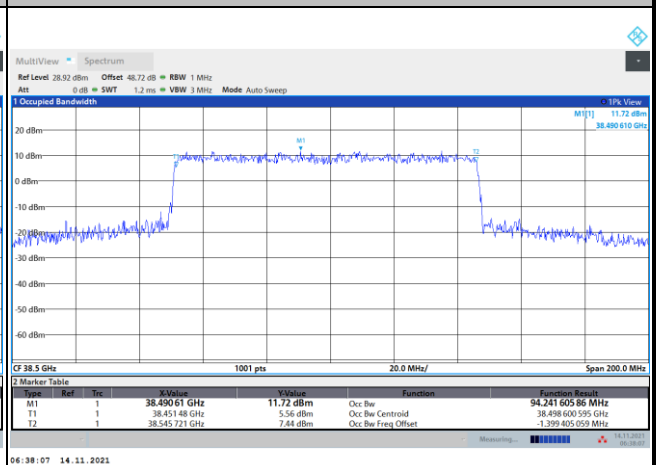 MultiView Spectrum
Ref Level 28.92 dBm Offset 48.72 dB RBW 1 MHz
Att 0 dB SWT 1.2 ms VBW 3 MHz Mode Auto Sweep
1 Occupied Bandwidth 1Pk View
M1[1] 11.72 dBm
38.490 610 GHz
20 dBm
M1
T1 T2
10 dBm
0 dBm
-10 dBm
-20 dBm
-30 dBm
-40 dBm
-50 dBm
-60 dBm
CF 38.5 GHz 1001 pts 20.0 MHz/ Span 200.0 MHz
2 Marker Table
Type Ref Trc X-Value Y-Value Function Function Result
M1 1 38.490 61 GHz 11.72 dBm Occ Bw 94.241 605 86 MHz
T1 1 38.451 48 GHz 5.56 dBm Occ Bw Centroid 38.498 600 595 GHz
T2 1 38.545 721 GHz 7.44 dBm Occ Bw Freq Offset -1.399 405 059 MHz
Measuring... 14.11.2021
06:38:07
06:38:07 14.11.2021